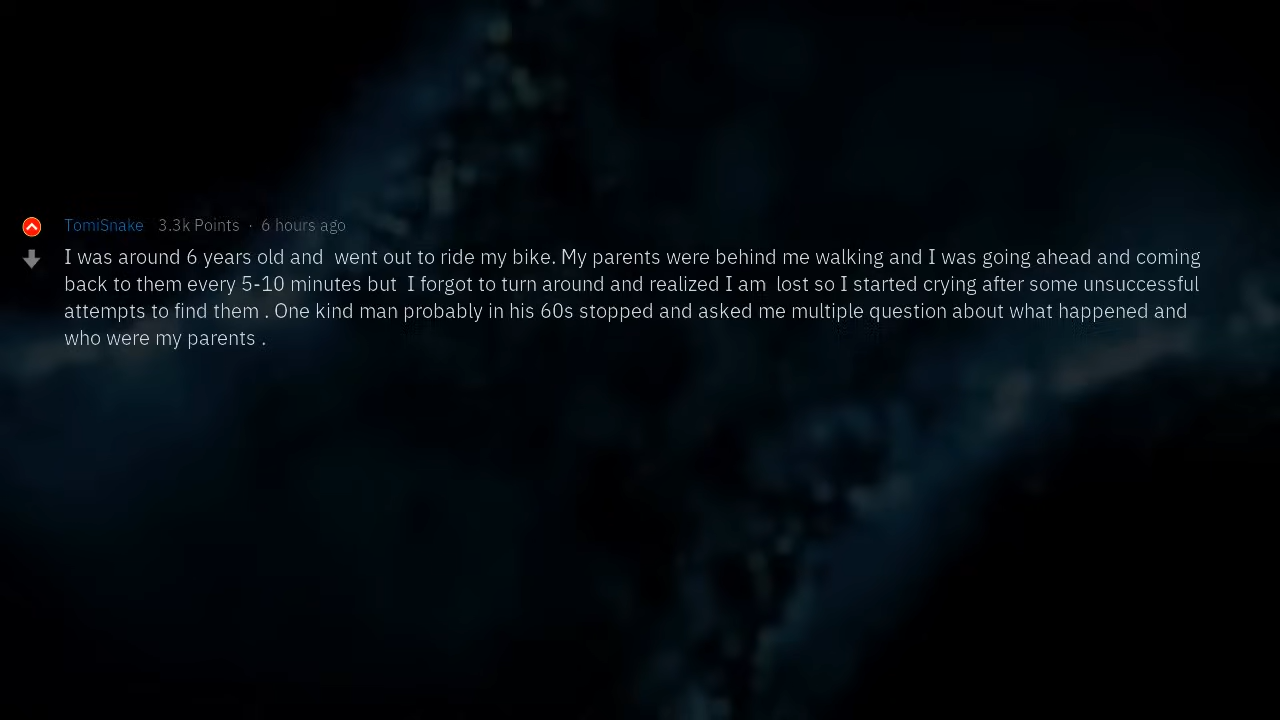 TomiSnake 3.3k Points · 6 hours ago
I was around 6 years old and  went out to ride my bike. My parents were behind me walking and I was going ahead and coming
back to them every 5-10 minutes but  I forgot to turn around and realized I am  lost so I started crying after some unsuccessful
attempts to find them . One kind man probably in his 60s stopped and asked me multiple question about what happened and
who were my parents .